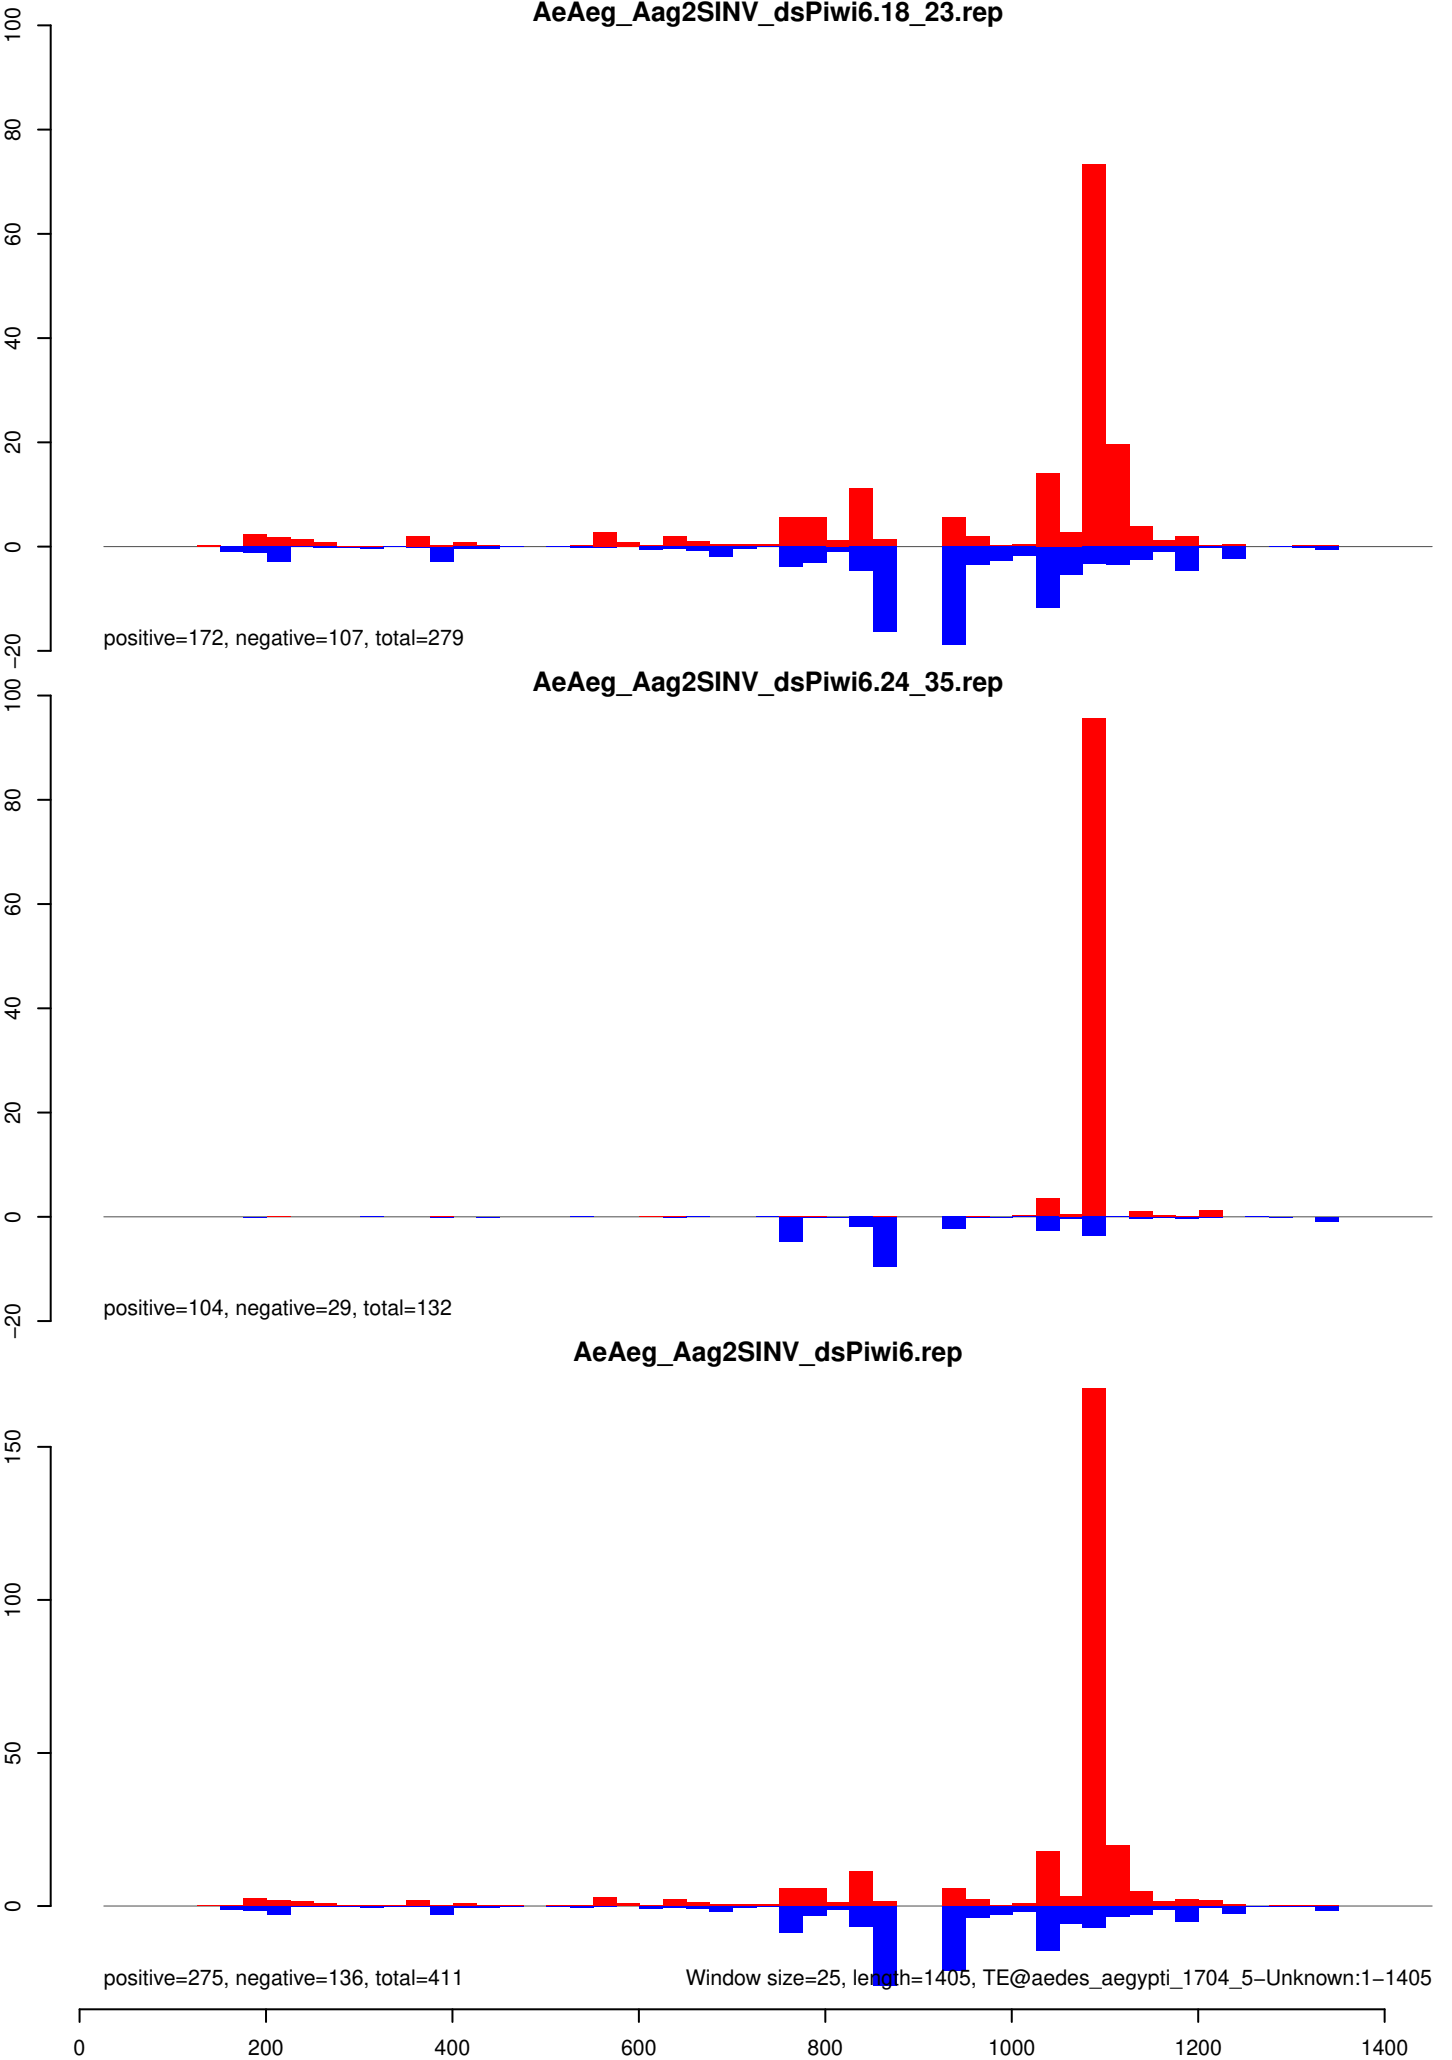 AeAeg_Aag2SINV_dsPiwi6.18_23.rep
100
80
60
40
20
0
−20
positive=172, negative=107, total=279
AeAeg_Aag2SINV_dsPiwi6.24_35.rep
100
80
60
40
20
0
−20
positive=104, negative=29, total=132
AeAeg_Aag2SINV_dsPiwi6.rep
150
100
50
0
positive=275, negative=136, total=411
Window size=25, length=1405, TE@aedes_aegypti_1704_5−Unknown:1−1405
0 200 400 600 800 1000 1200 1400